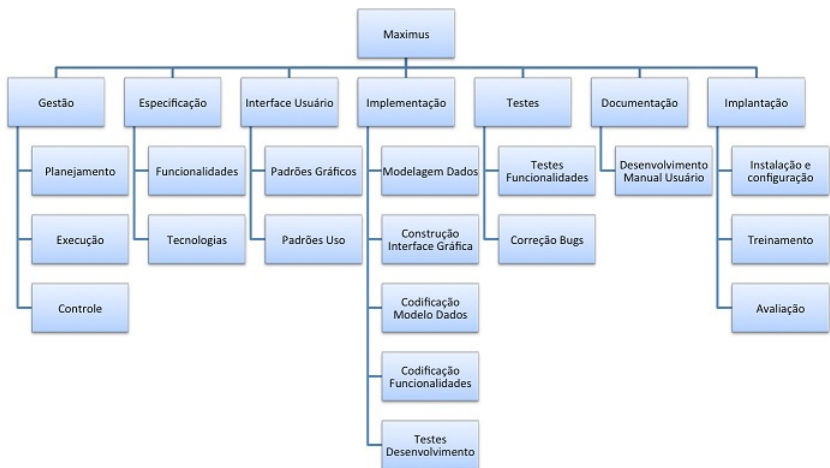 Maximus
Gestão
Especificação
Interface Usuário
Implementação
Testes
Documentação
Implantação
Planejamento
Funcionalidades
Padrões Gráficos
Modelagem Dados
Testes
Funcionalidades
Desenvolvimento
Manual Usuário
Instalação e
configuração
Execução
Tecnologias
Padrões Uso
Construção
Interface Gráfica
Correção Bugs
Treinamento
Controle
Codificação
Modelo Dados
Avaliação
Codificação
Funcionalidades
Testes
Desenvolvimento